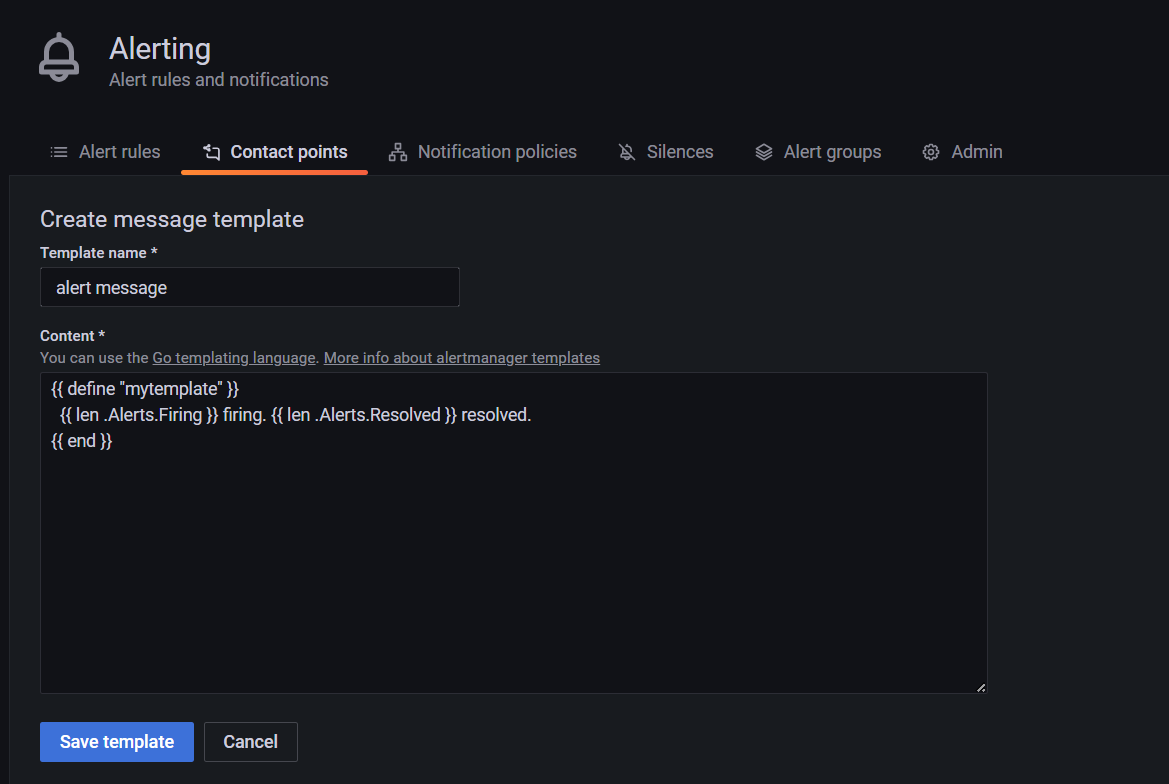 Alerting
Alert rules and notifications
Alert rules Contact points Notification policies Silences Alert groups Admin
Create message template
Template name *
alert message
Content *
You can use the Go templating language. More info about alertmanager templates
{{ define "mytemplate" }}
{{ len .Alerts.Firing }} firing. {{ len .Alerts.Resolved }} resolved.
{{ end }}
Save template Cancel